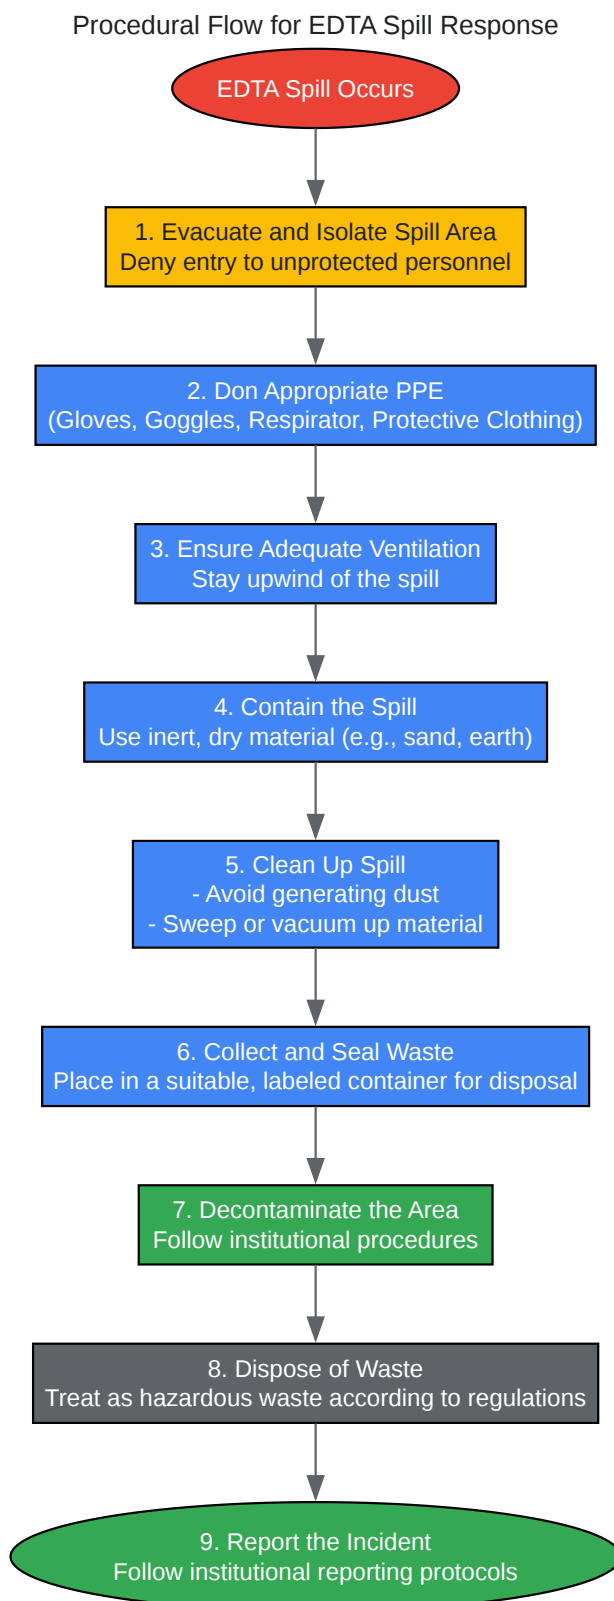 Procedural Flow for EDTA Spill Response
EDTA Spill Occurs
1. Evacuate and Isolate Spill Area
Deny entry to unprotected personnel
2. Don Appropriate PPE
(Gloves, Goggles, Respirator, Protective Clothing)
3. Ensure Adequate Ventilation
Stay upwind of the spill
4. Contain the Spill
Use inert, dry material (e.g., sand, earth)
5. Clean Up Spill
- Avoid generating dust
- Sweep or vacuum up material
6. Collect and Seal Waste
Place in a suitable, labeled container for disposal
7. Decontaminate the Area
Follow institutional procedures
8. Dispose of Waste
Treat as hazardous waste according to regulations
9. Report the Incident
Follow institutional reporting protocols